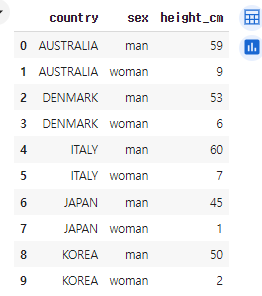 country sex height_cm
0 AUSTRALIA man 59
1 AUSTRALIA woman 9
2 DENMARK man 53
3 DENMARK woman 6
4 ITALY man 60
5 ITALY woman 7
6 JAPAN man 45
7 JAPAN woman 1
8 KOREA man 50
9 KOREA woman 2